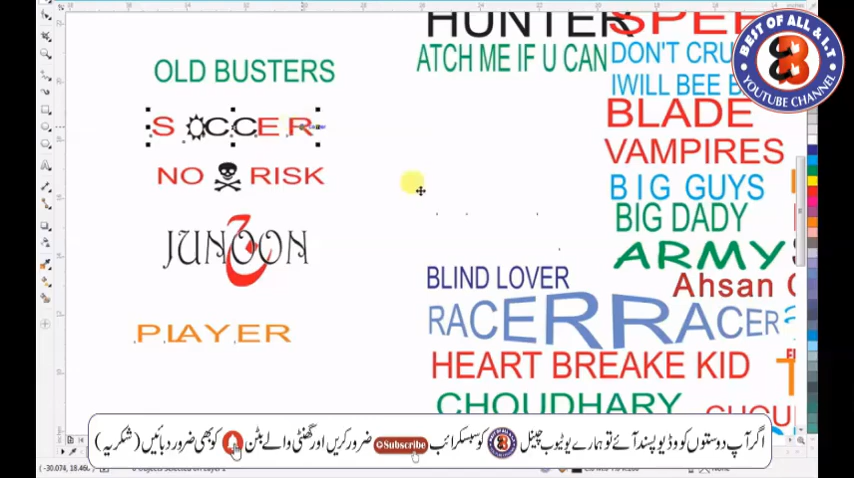 HUNTER
SPEE
ATCH ME IF U CAN
DON'T CRU
IWILL BEE B
OLD BUSTERS
BLADE
SOCCER
VAMPIRES
NO RISK
BIG GUYS
BIG DADY
JUNOON
ج
ARMY
Ahsan
BLIND LOVER
RACERRRACER
PLAYER
HEART BREAKE KID
CHOUDHARY
BEST OF ALL & I.T
YOUTUBE CHANNEL
اگر آپ دوستوں کو وڈیو پسند آئے تو ہمارے یوٹیوب چینل کو سبسکرائب Subscribe ضرور کریں اور گھنٹی والے بٹن کو بھی ضرور دبائیں (شکریہ)